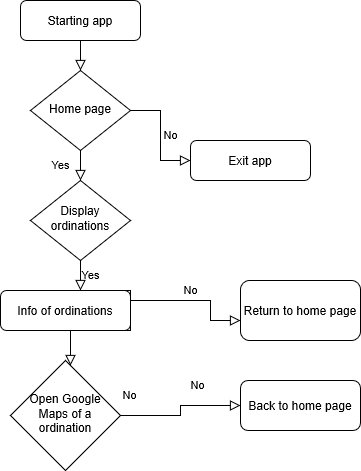 Starting app
Home page
No
Exit app
Yes
Display
ordinations
Yes
Info of ordinations
No
Return to home page
Open Google
Maps of a
ordination
No
No
Back to home page